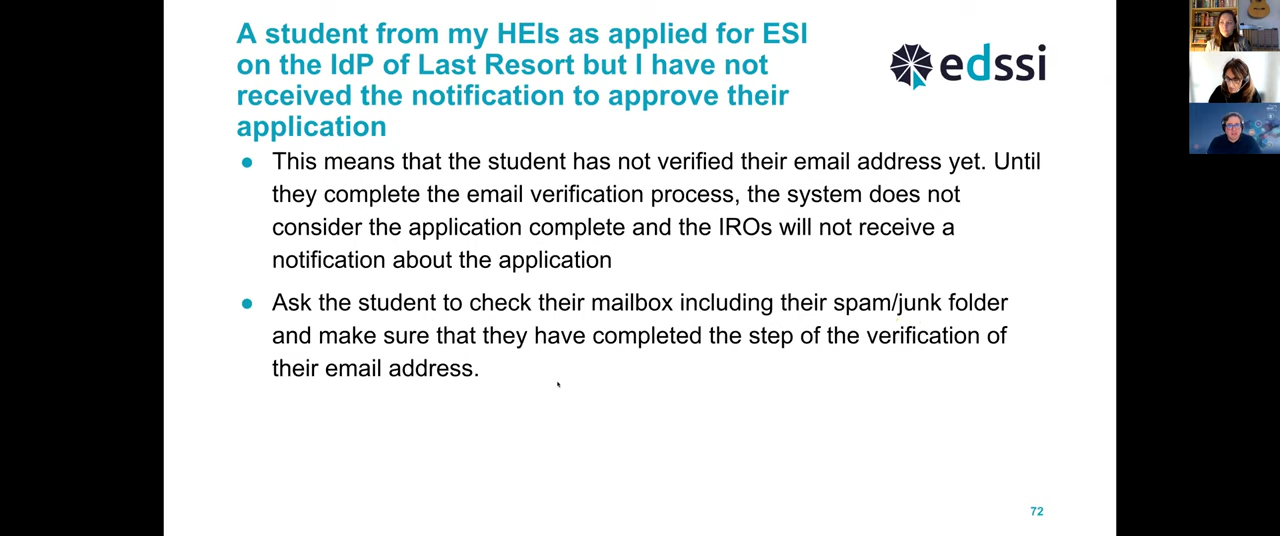 A student from my HEIs as applied for ESI
on the IdP of Last Resort but I have not
received the notification to approve their
application
edssi
● This means that the student has not verified their email address yet. Until
they complete the email verification process, the system does not
consider the application complete and the IROs will not receive a
notification about the application
● Ask the student to check their mailbox including their spam/junk folder
and make sure that they have completed the step of the verification of
their email address.
72